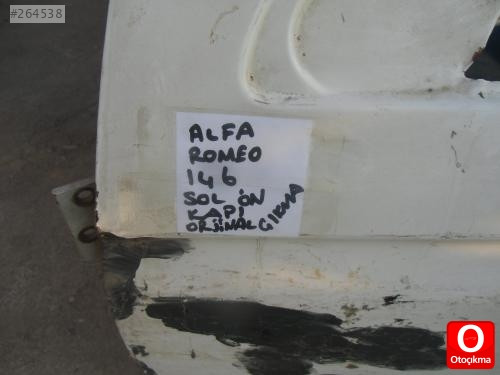 #264538
ALFA
ROMEO
146
SOL ÖN
KAPI
ORJİNAL ÇIKMA
O
Otoçıkma